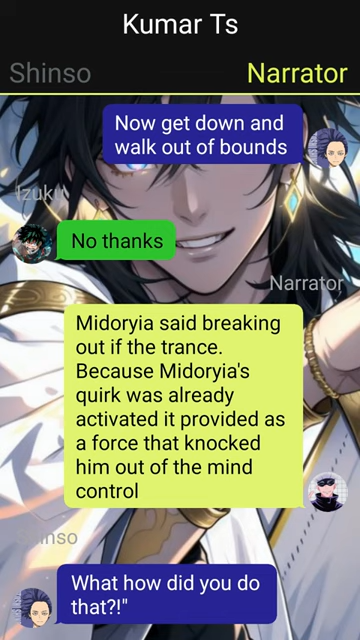 Kumar Ts
Shinso
Narrator
Now get down and
walk out of bounds
Izuku
No thanks
Narrator
Midoryia said breaking
out if the trance.
Because Midoryia's
quirk was already
activated it provided as
a force that knocked
him out of the mind
control
Shinso
What how did you do
that?!"